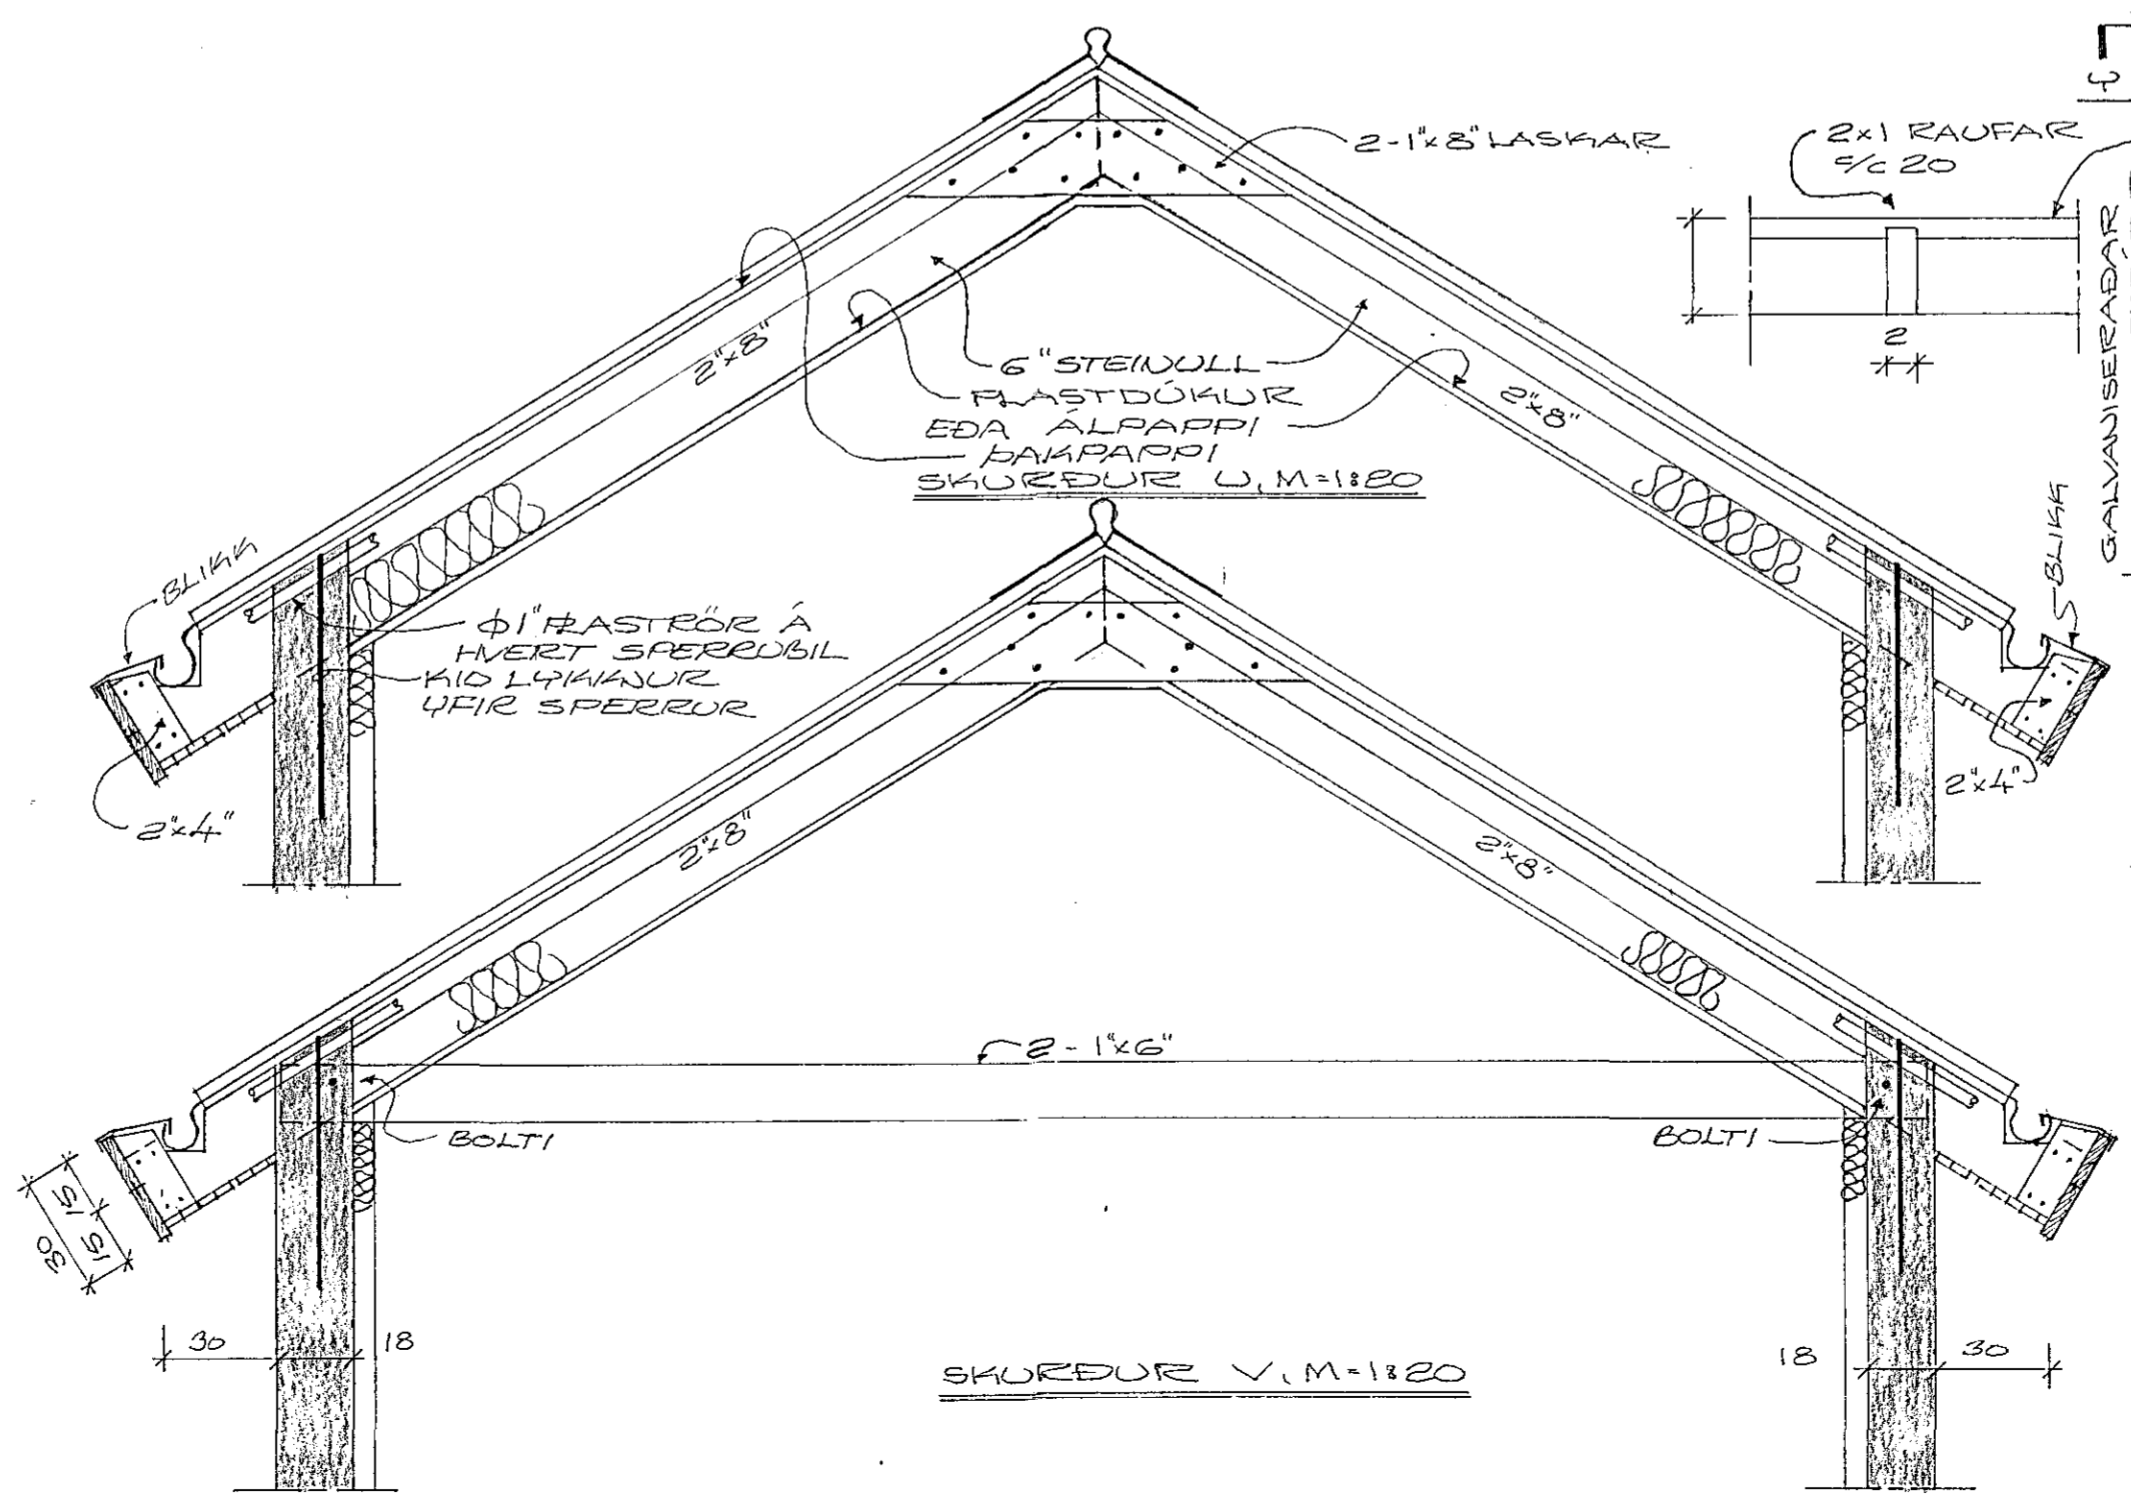 2-1"x8" LASKAR
2x1 RAUFAR
c/c 20
2
GALVANISERAÐAR
2"x8"
2"x8"
6" STEINULL
PLASTDÚKUR
EÐA ÁLPAPPI
ÞAKPAPPI
SKURÐUR U, M=1:20
BLIKK
BLIKK
Φ1" PLASTRÖR Á
HVERT SPERRUBIL
K10 LYKKJUR
YFIR SPERRUR
2"x4"
2"x4"
2"x8"
2"x8"
2-1"x6"
BOLTI
BOLTI
15
15
30
30
18
18
30
SKURÐUR V, M=1:20